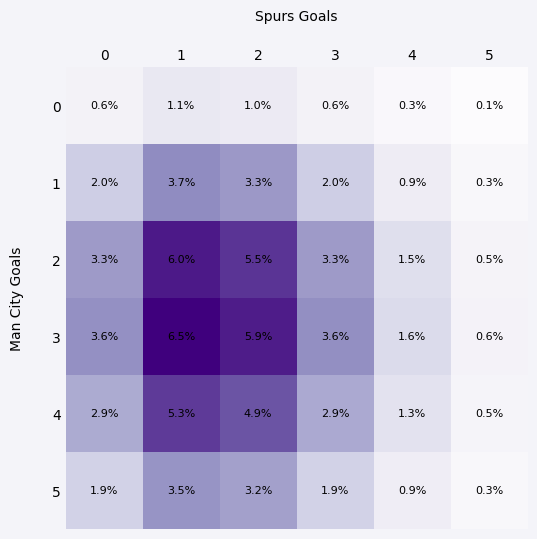 Spurs Goals
0 1 2 3 4 5
0 0.6% 1.1% 1.0% 0.6% 0.3% 0.1%
1 2.0% 3.7% 3.3% 2.0% 0.9% 0.3%
2 3.3% 6.0% 5.5% 3.3% 1.5% 0.5%
Man City Goals
3 3.6% 6.5% 5.9% 3.6% 1.6% 0.6%
4 2.9% 5.3% 4.9% 2.9% 1.3% 0.5%
5 1.9% 3.5% 3.2% 1.9% 0.9% 0.3%